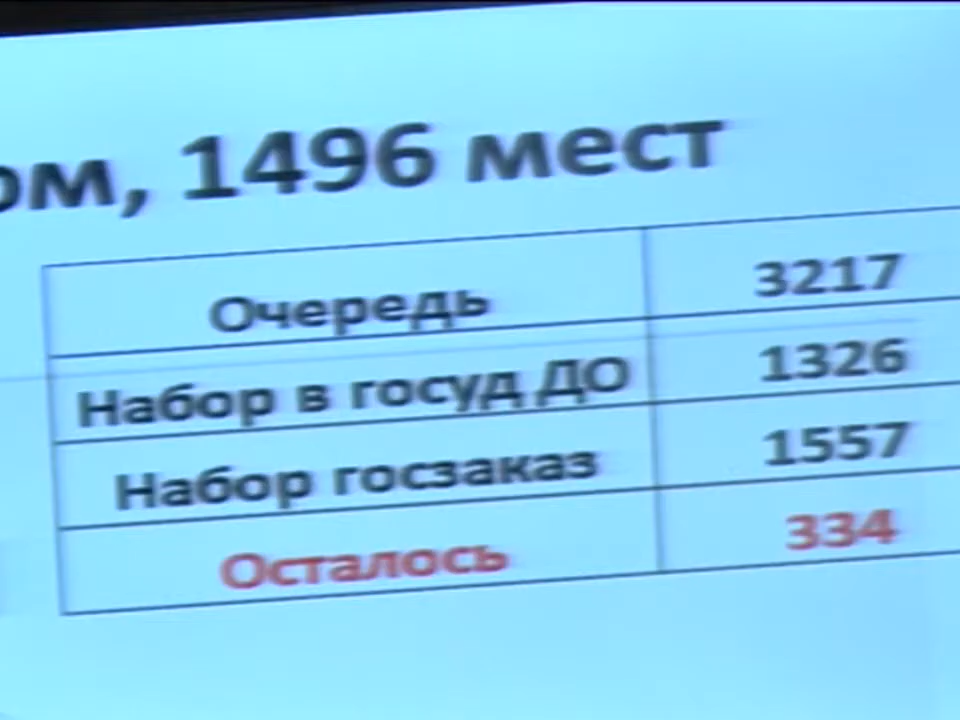 ом, 1496 мест
Очередь 3217
Набор в госуд ДО 1326
Набор госзаказ 1557
Осталось 334